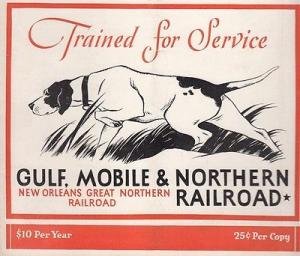 Trained for Service
GULF, MOBILE & NORTHERN
NEW ORLEANS GREAT NORTHERN
RAILROAD
RAILROAD★
$10 Per Year
25¢ Per Copy